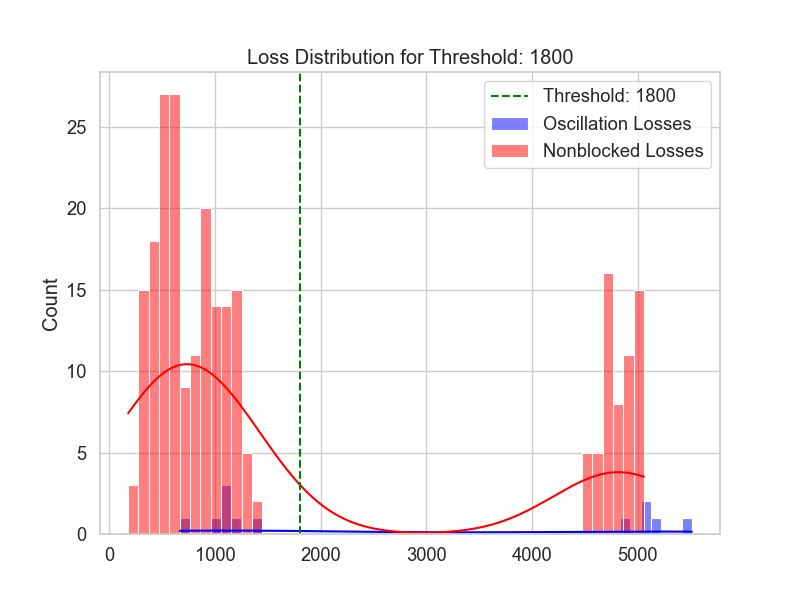 Loss Distribution for Threshold: 1800
Threshold: 1800
Oscillation Losses
Nonblocked Losses
Count
25
20
15
10
5
0
0 1000 2000 3000 4000 5000